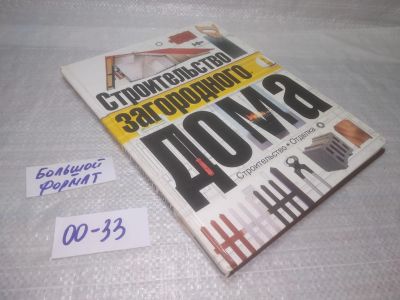 Строительство
загородного
дома
Строительство • Отделка
БОЛЬШОЙ
ФОРМАТ
00-33